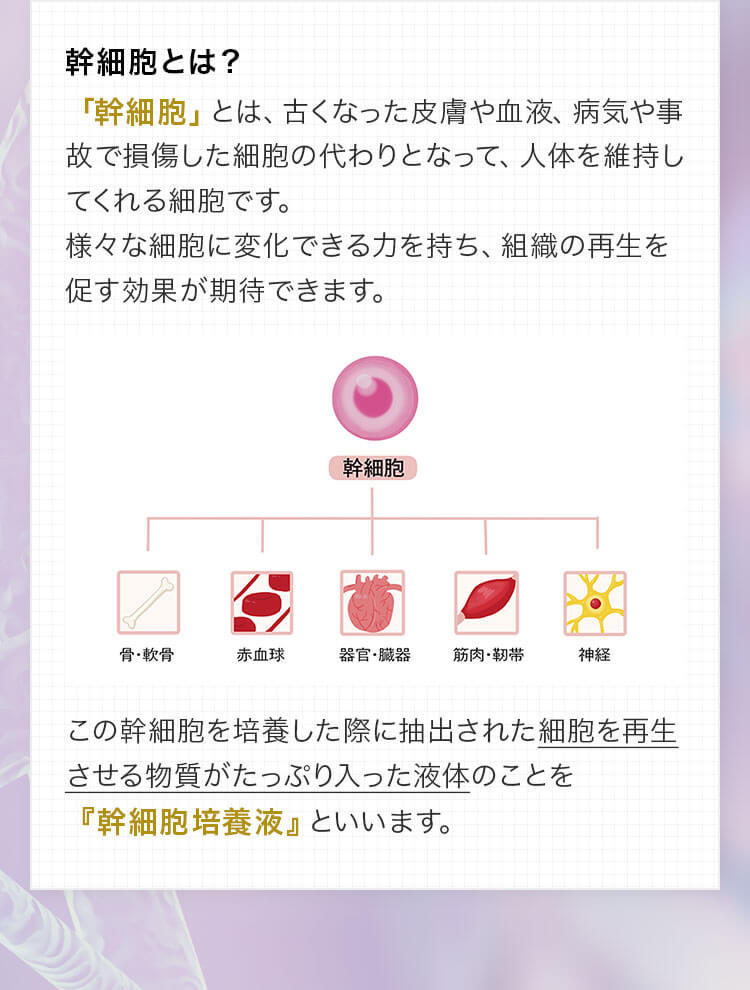 幹細胞とは？
「幹細胞」とは、古くなった皮膚や血液、病気や事
故で損傷した細胞の代わりとなって、人体を維持し
てくれる細胞です。
様々な細胞に変化できる力を持ち、組織の再生を
促す効果が期待できます。
幹細胞
骨・軟骨
赤血球
器官・臓器
筋肉・靭帯
神経
この幹細胞を培養した際に抽出された細胞を再生
させる物質がたっぷり入った液体のことを
『幹細胞培養液』といいます。